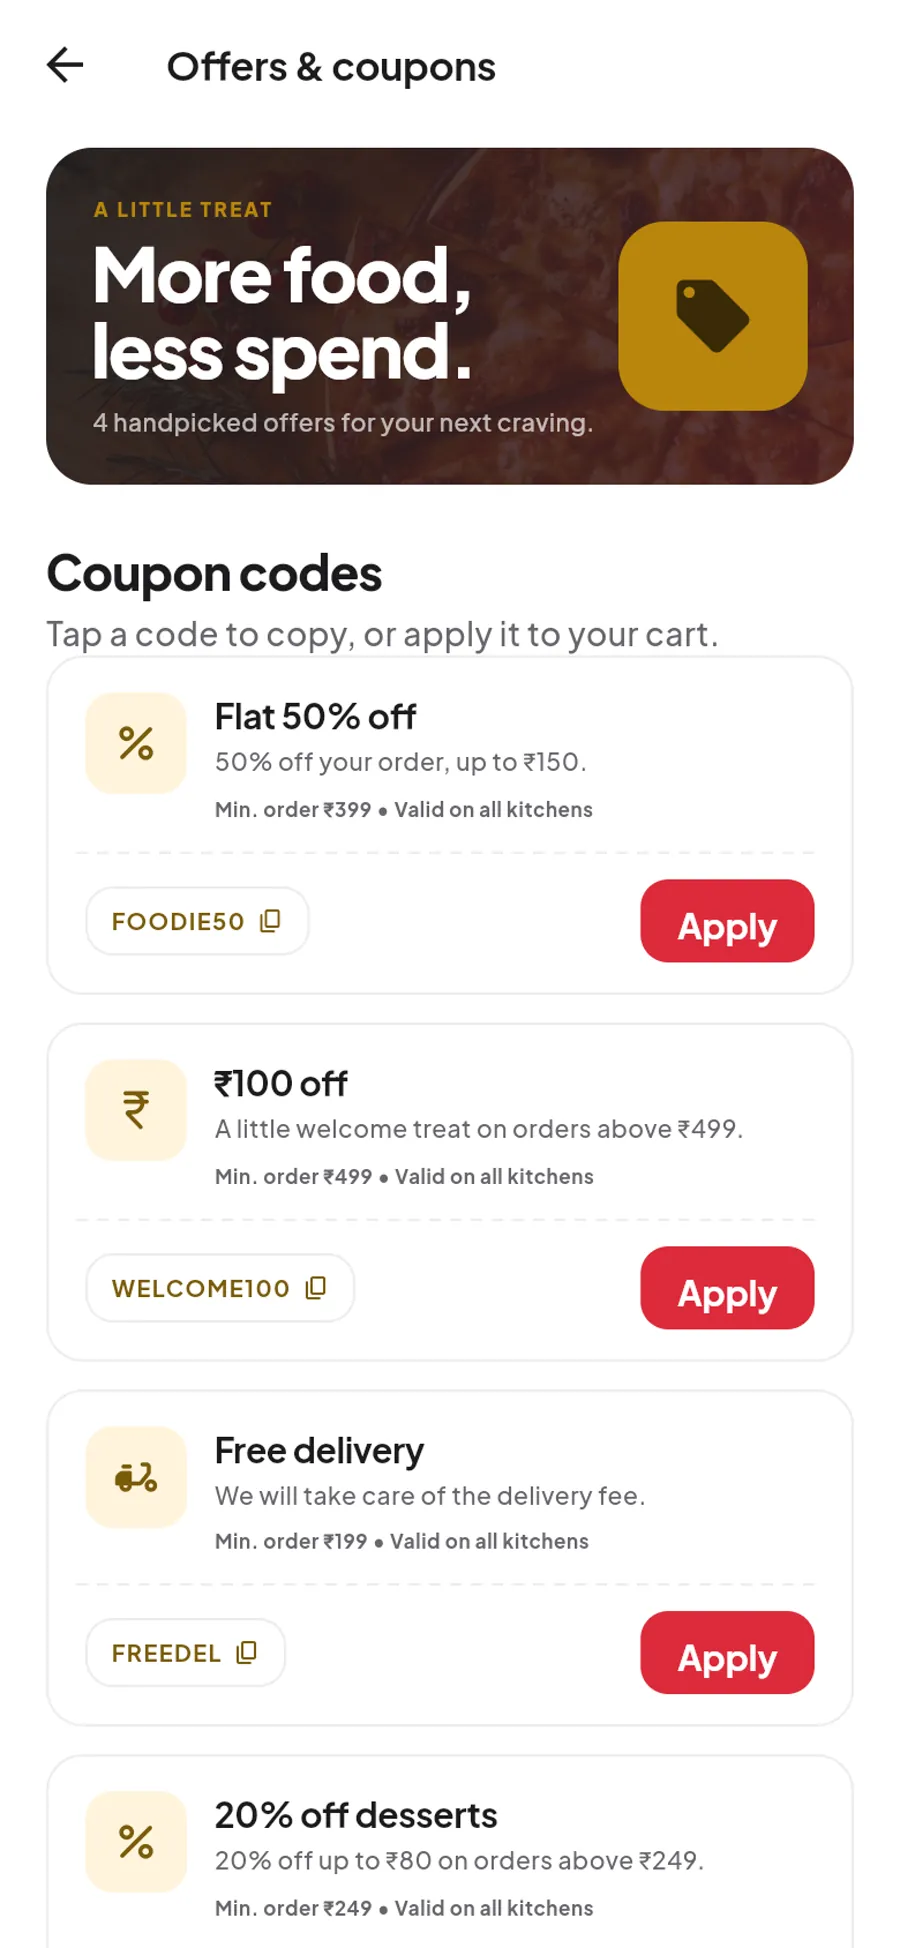 Offers & coupons
A LITTLE TREAT
More food,
less spend.
4 handpicked offers for your next craving.
Coupon codes
Tap a code to copy, or apply it to your cart.
Flat 50% off
50% off your order, up to ₹150.
Min. order ₹399 • Valid on all kitchens
FOODIE50
Apply
₹100 off
A little welcome treat on orders above ₹499.
Min. order ₹499 • Valid on all kitchens
WELCOME100
Apply
Free delivery
We will take care of the delivery fee.
Min. order ₹199 • Valid on all kitchens
FREEDEL
Apply
20% off desserts
20% off up to ₹80 on orders above ₹249.
Min. order ₹249 • Valid on all kitchens